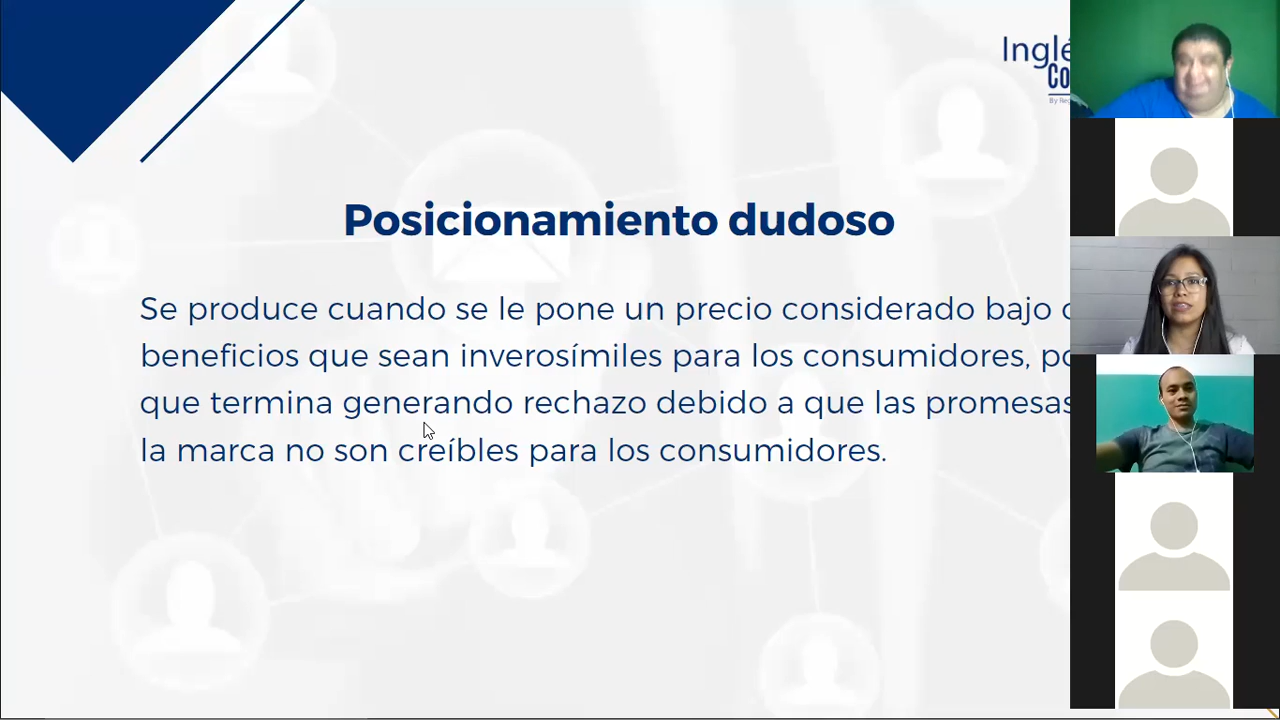 Inglé
Co
Posicionamiento dudoso
Se produce cuando se le pone un precio considerado bajo
beneficios que sean inverosímiles para los consumidores,
que termina generando rechazo debido a que las promesas
la marca no son creíbles para los consumidores.